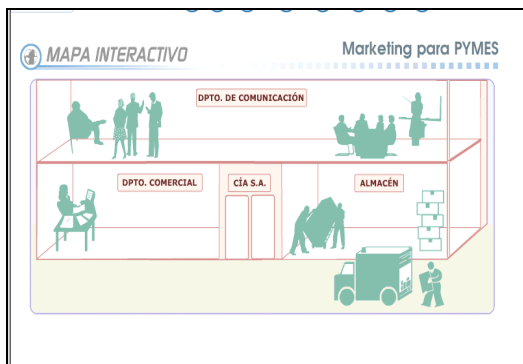 MAPA INTERACTIVO
Marketing para PYMES
DPTO. DE COMUNICACIÓN
DPTO. COMERCIAL
CÍA S.A.
ALMACÉN